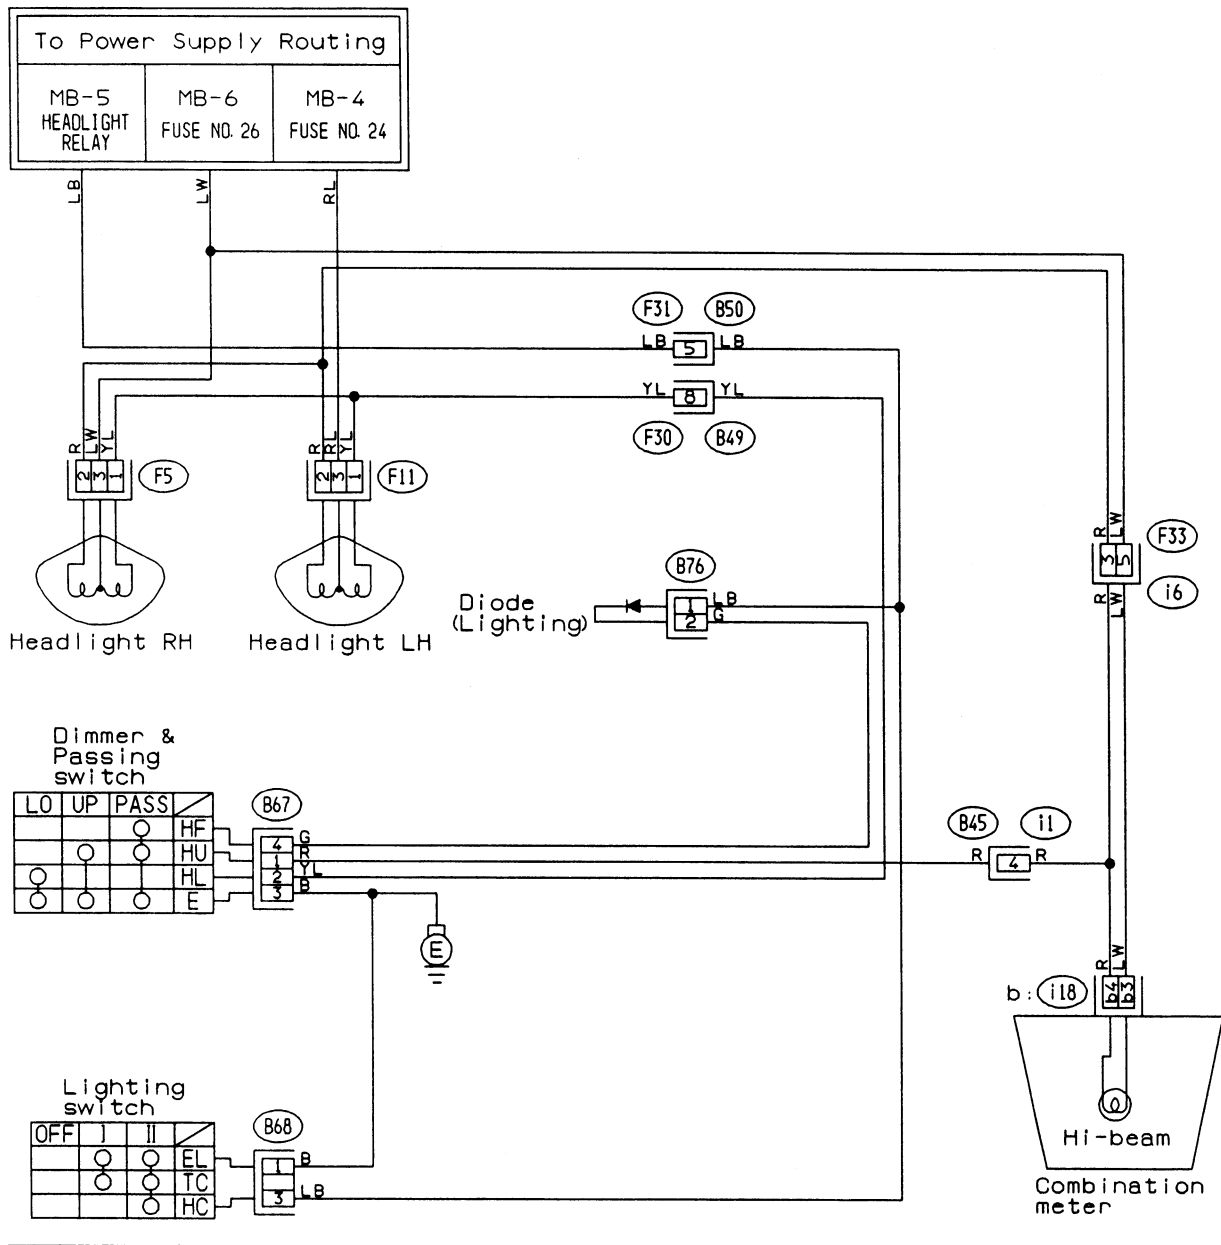 To Power Supply Routing
MB-5 MB-6 MB-4
HEADLIGHT RELAY FUSE NO. 26 FUSE NO. 24
LB LW RL
F31 B50
LB 5 LB
YL 8 YL
F30 B49
R LW YL
2 3 1
F5
R RL YL
2 3 1
F11
Headlight RH
Headlight LH
R LW
F33
3 5
i6
R LW
B76
Diode
(Lighting)
1 LB
2 G
Dimmer &
Passing
switch
LO UP PASS
HF
HU
HL
E
B67
4 G
1 R
2 YL
3 B
E
B45 i1
R 4 R
R LW
b: i18
b4 b3
Hi-beam
Combination
meter
Lighting
switch
OFF I II
EL
TC
HC
B68
1 B
3 LB